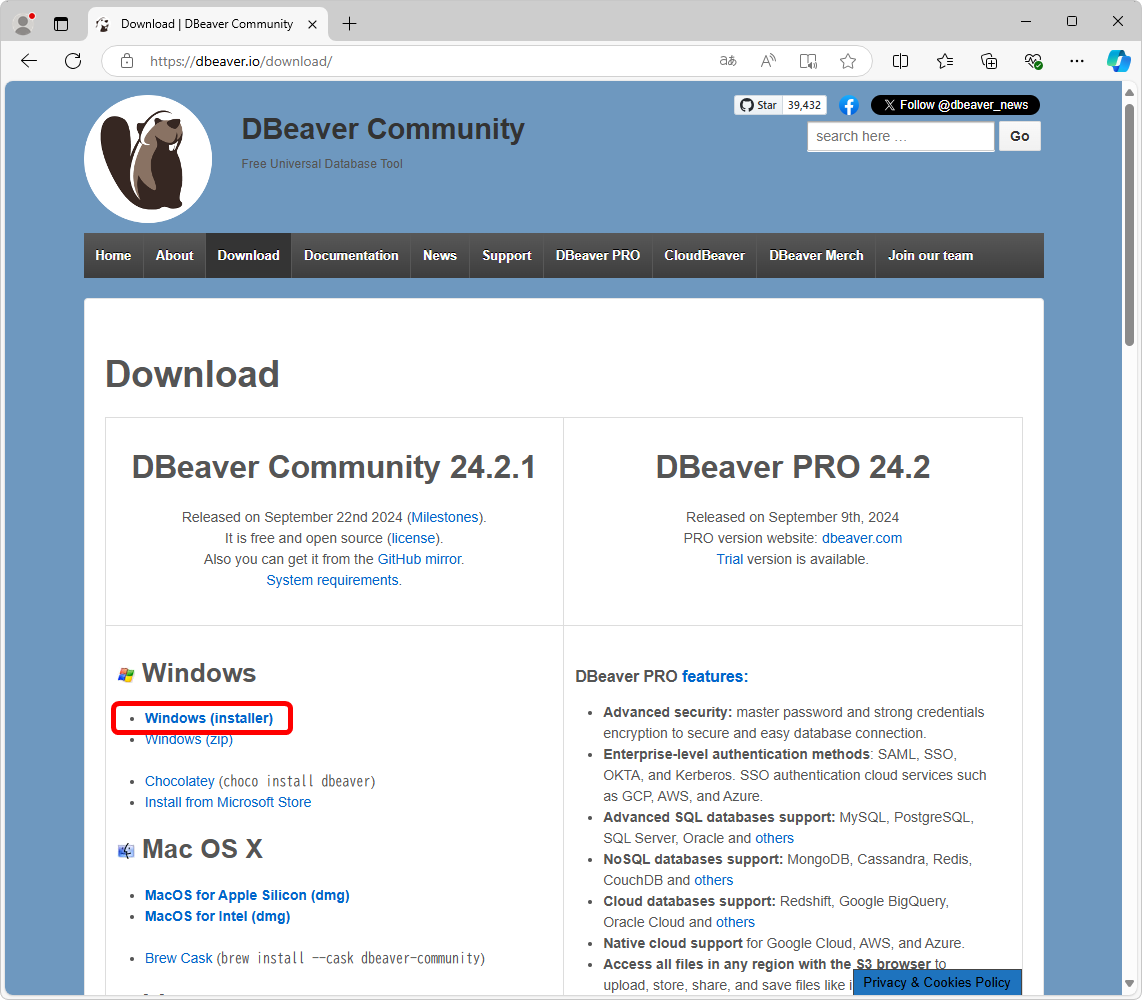 Download | DBeaver Community
https://dbeaver.io/download/
DBeaver Community
Free Universal Database Tool
Star 39,432
Follow @dbeaver_news
search here …
Go
Home About Download Documentation News Support DBeaver PRO CloudBeaver DBeaver Merch Join our team
Download
DBeaver Community 24.2.1
Released on September 22nd 2024 (Milestones).
It is free and open source (license).
Also you can get it from the GitHub mirror.
System requirements.
DBeaver PRO 24.2
Released on September 9th, 2024
PRO version website: dbeaver.com
Trial version is available.
Windows
Windows (installer)
Windows (zip)
Chocolatey (choco install dbeaver)
Install from Microsoft Store
Mac OS X
MacOS for Apple Silicon (dmg)
MacOS for Intel (dmg)
Brew Cask (brew install --cask dbeaver-community)
DBeaver PRO features:
Advanced security: master password and strong credentials
encryption to secure and easy database connection.
Enterprise-level authentication methods: SAML, SSO,
OKTA, and Kerberos. SSO authentication cloud services such
as GCP, AWS, and Azure.
Advanced SQL databases support: MySQL, PostgreSQL,
SQL Server, Oracle and others
NoSQL databases support: MongoDB, Cassandra, Redis,
CouchDB and others
Cloud databases support: Redshift, Google BigQuery,
Oracle Cloud and others
Native cloud support for Google Cloud, AWS, and Azure.
Access all files in any region with the S3 browser to
upload, store, share, and save files like
Privacy & Cookies Policy